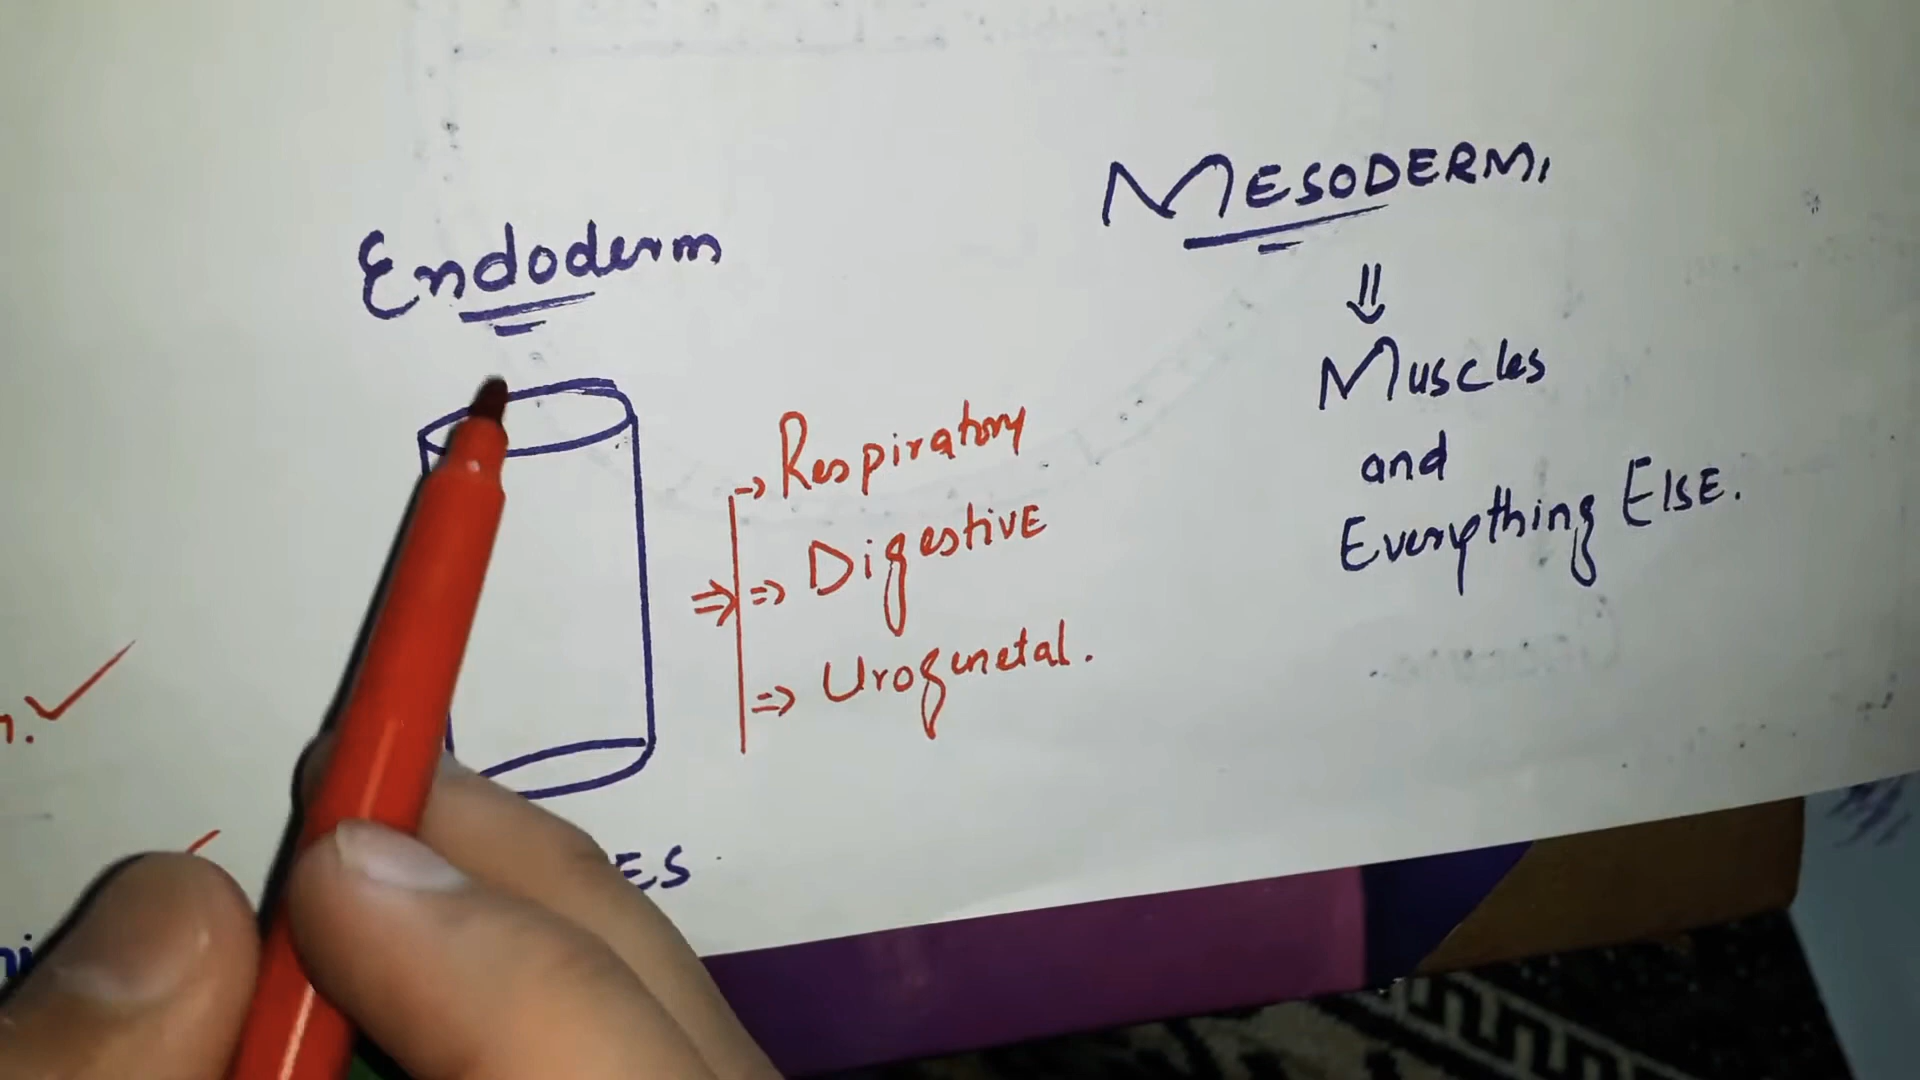 Endoderm
MESODERM.
Respiratory
Digestive
Urogenetal.
Muscles
and
Everything Else.